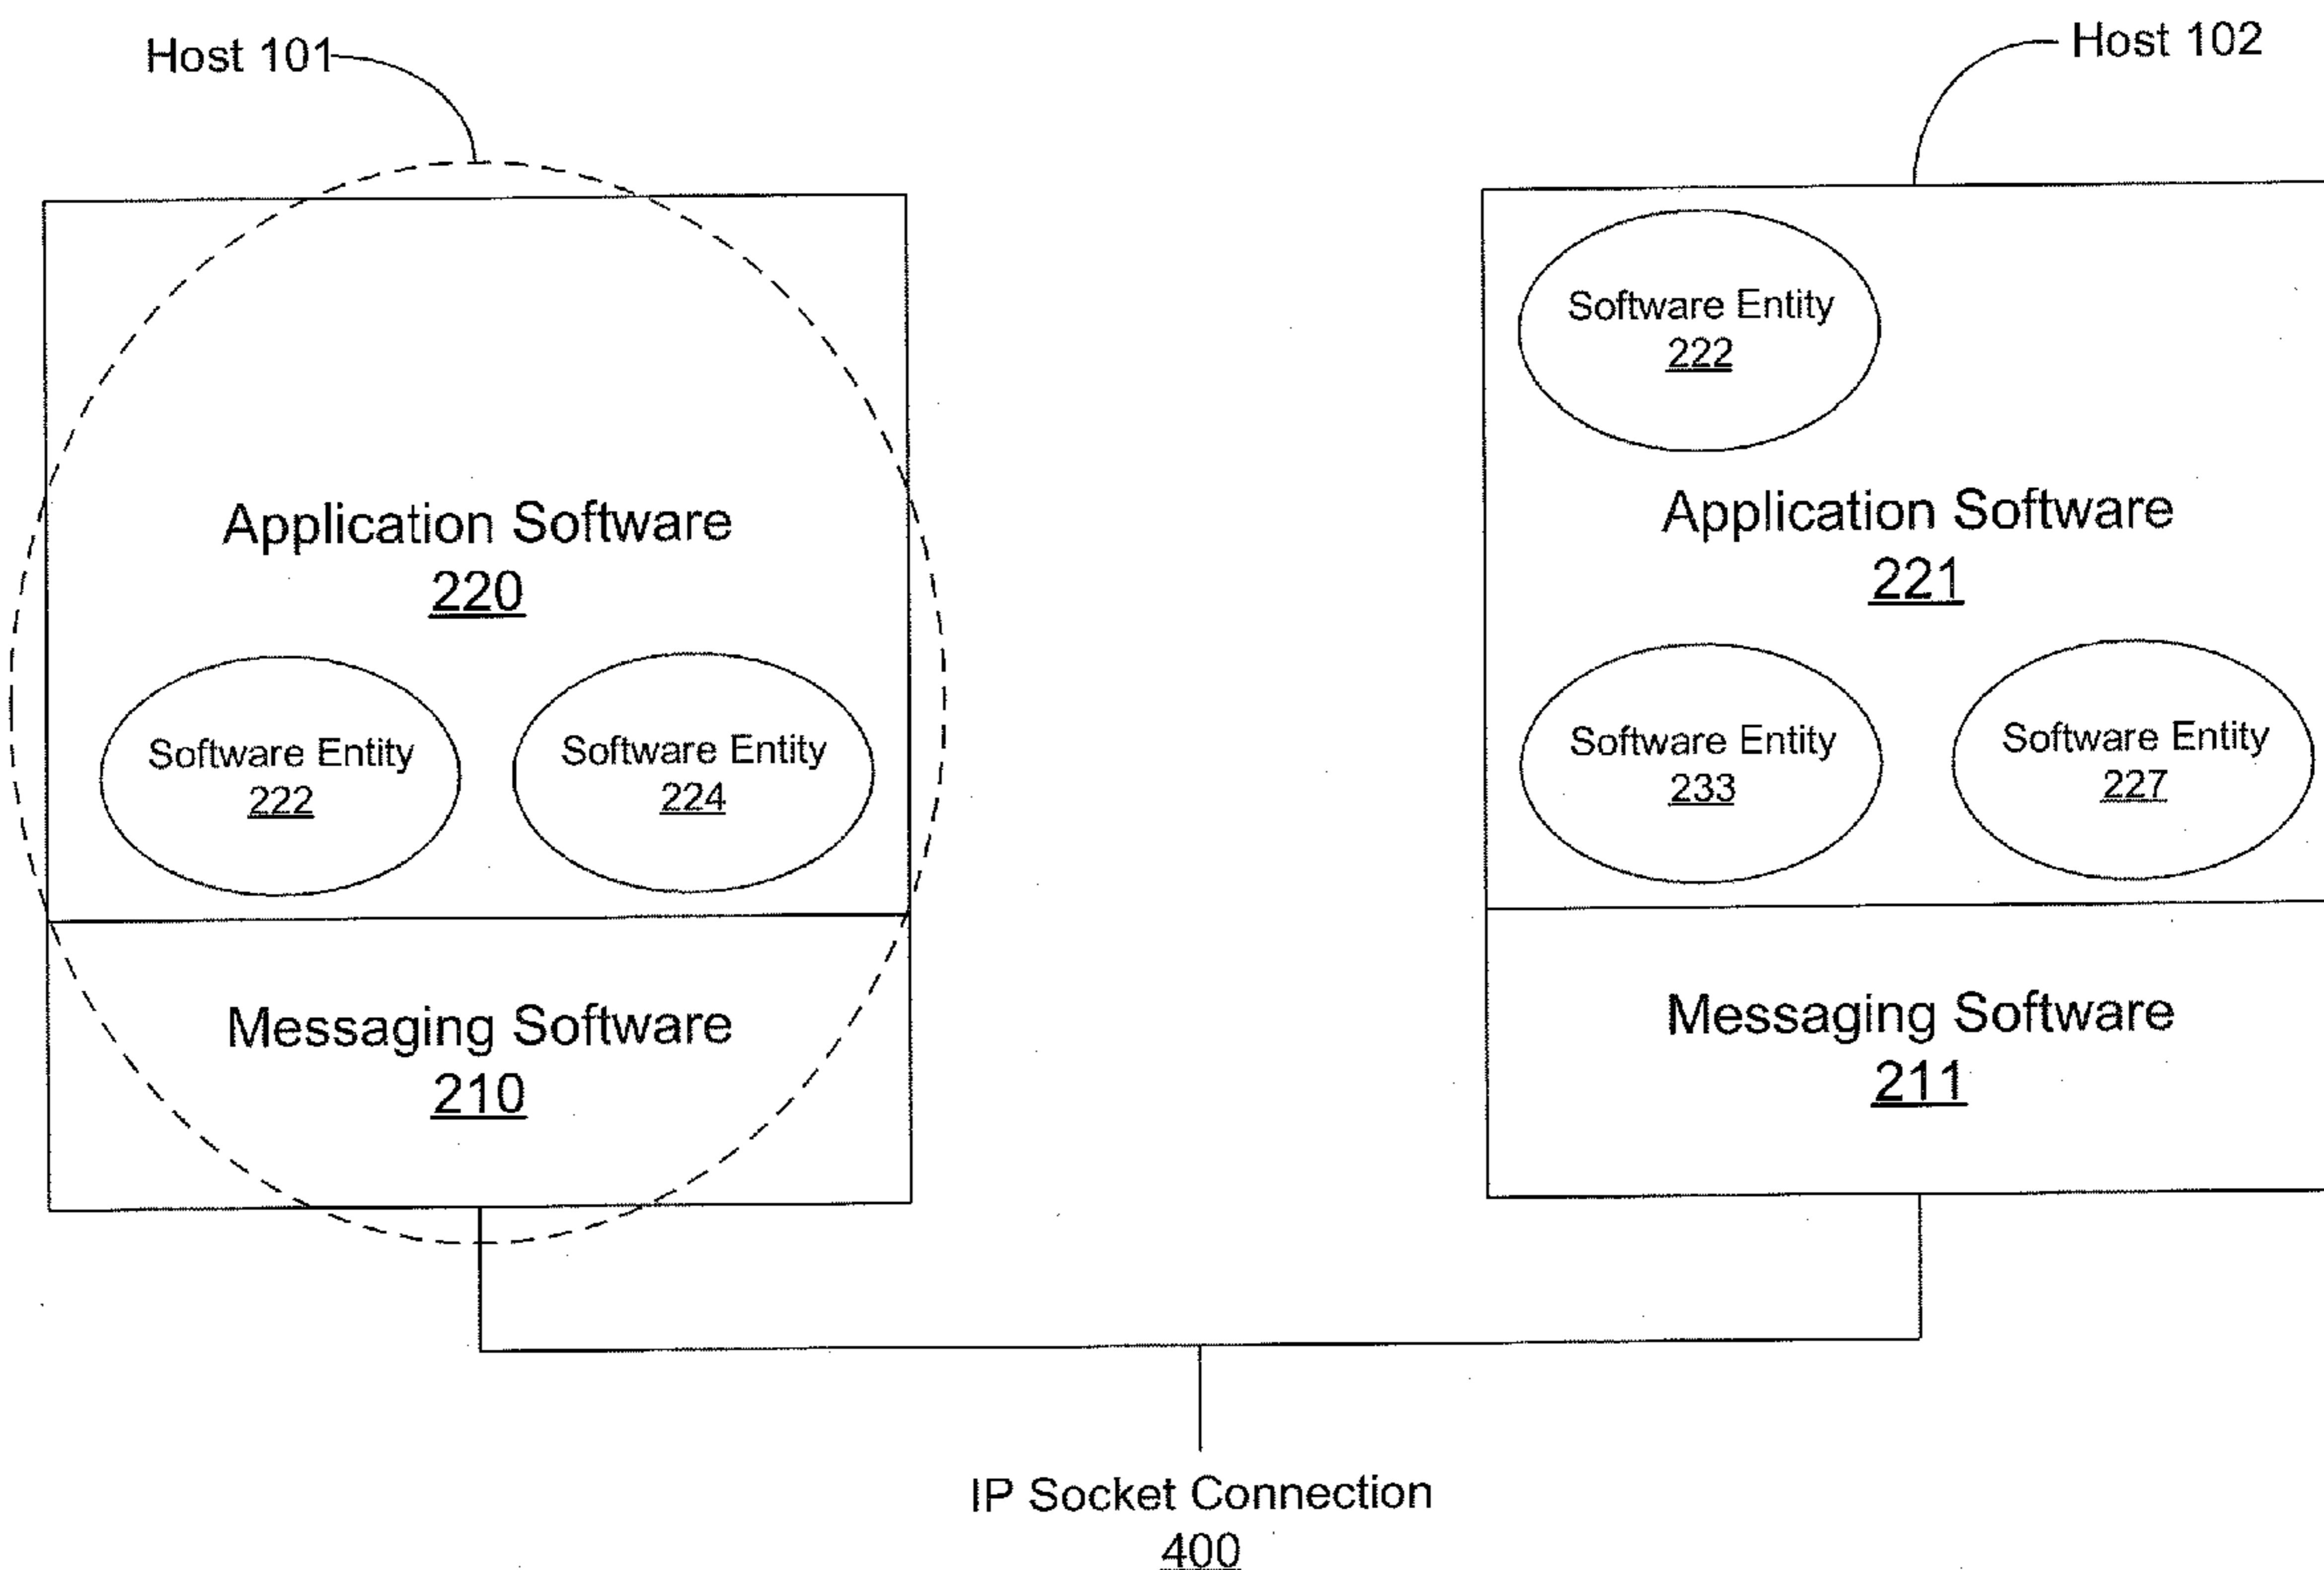 Host 101
Host 102
Application Software
220
Software Entity
222
Software Entity
224
Messaging Software
210
Software Entity
222
Application Software
221
Software Entity
233
Software Entity
227
Messaging Software
211
IP Socket Connection
400